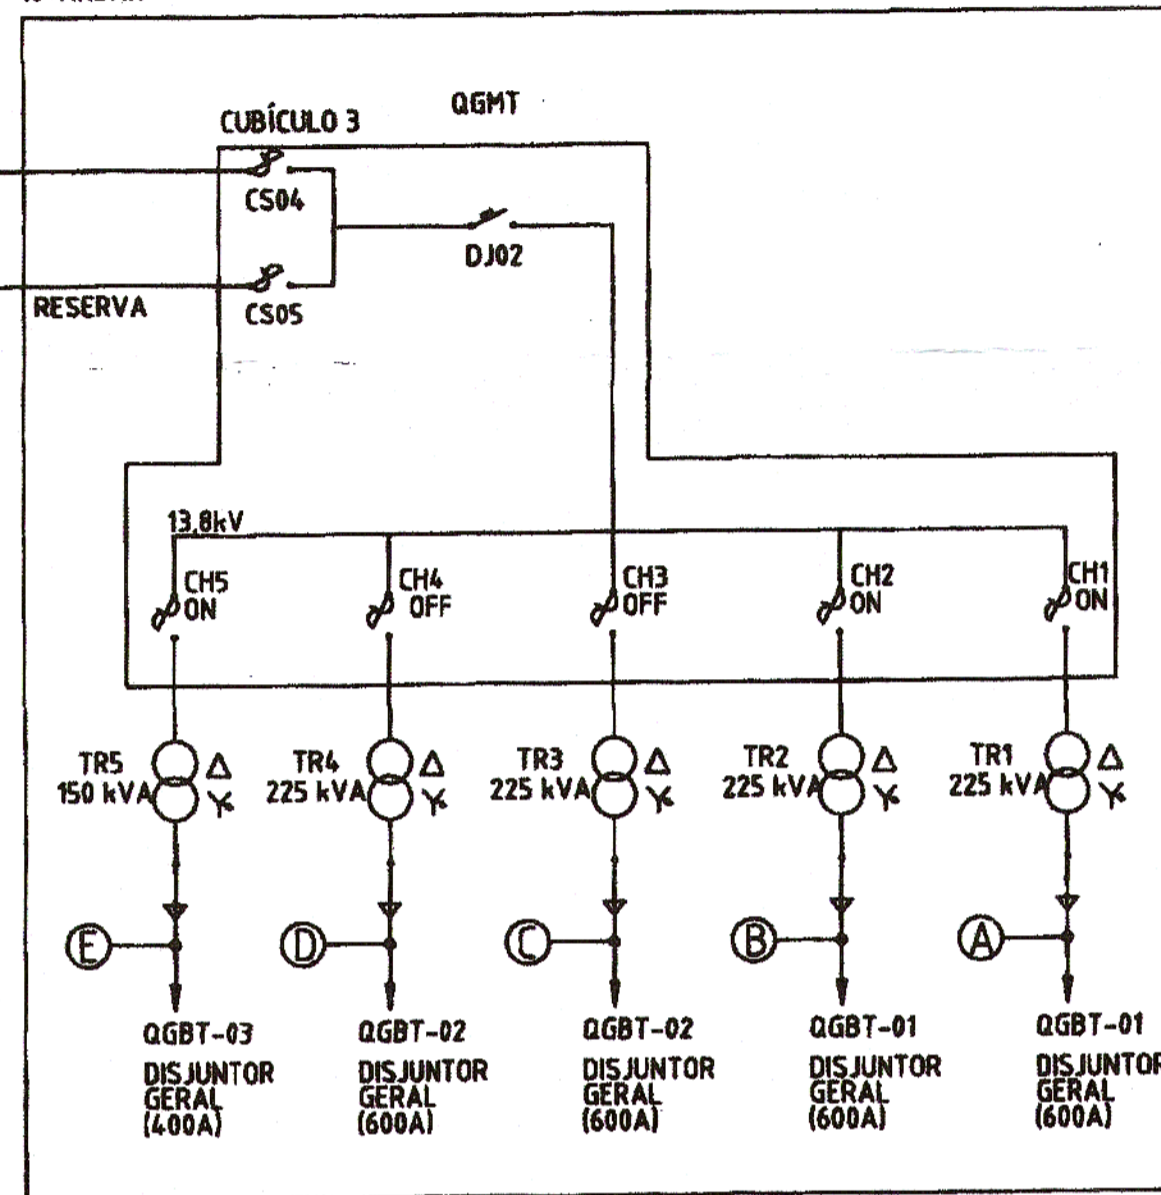 QGMT
CUBÍCULO 3
CS04
DJ02
RESERVA
CS05
13,8kV
CH5
ON
CH4
OFF
CH3
OFF
CH2
ON
CH1
ON
TR5
150 kVA
Δ
TR4
225 kVA
Δ
TR3
225 kVA
Δ
TR2
225 kVA
Δ
TR1
225 kVA
Δ
E
D
C
B
A
QGBT-03
DISJUNTOR
GERAL
(400A)
QGBT-02
DISJUNTOR
GERAL
(600A)
QGBT-02
DISJUNTOR
GERAL
(600A)
QGBT-01
DISJUNTOR
GERAL
(600A)
QGBT-01
DISJUNTOR
GERAL
(600A)